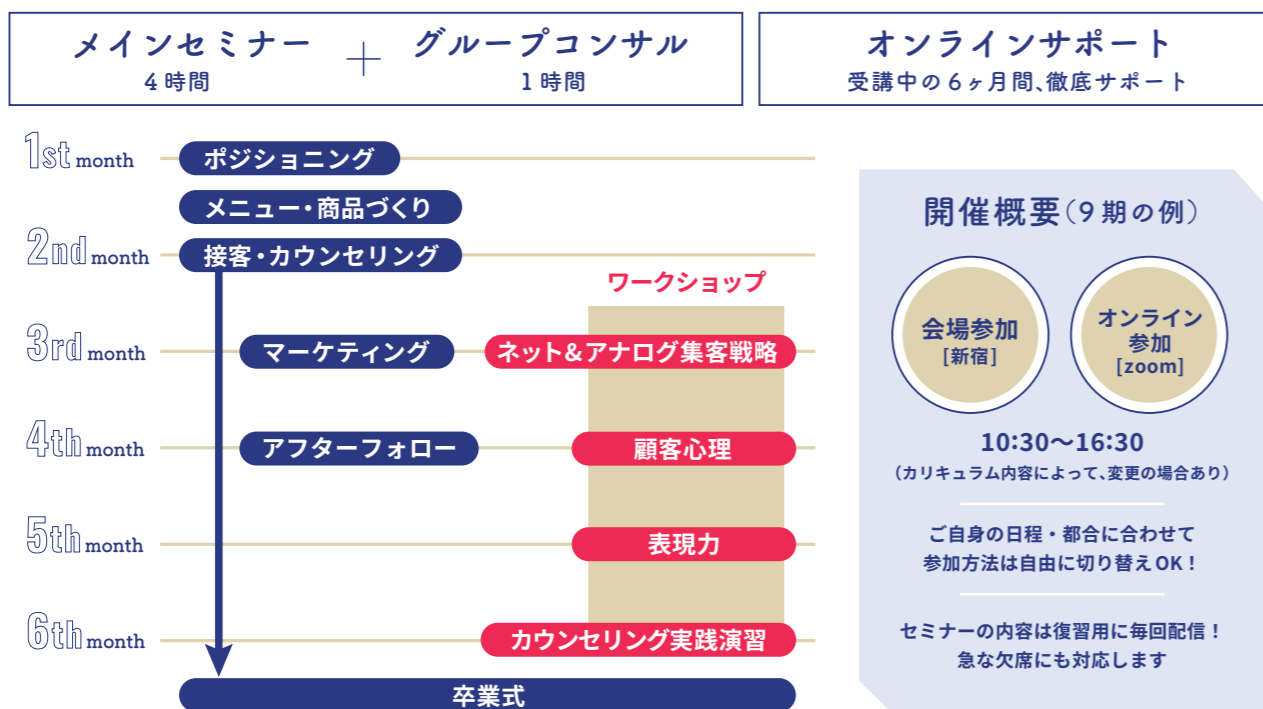 メインセミナー
4時間
+
グループコンサル
1時間
オンラインサポート
受講中の6ヶ月間、徹底サポート
1st month
ポジショニング
メニュー・商品づくり
2nd month
接客・カウンセリング
ワークショップ
3rd month
マーケティング
ネット&アナログ集客戦略
4th month
アフターフォロー
顧客心理
5th month
表現力
6th month
カウンセリング実践演習
卒業式
開催概要(9期の例)
会場参加
[新宿]
オンライン
参加
[zoom]
10:30〜16:30
(カリキュラム内容によって、変更の場合あり)
ご自身の日程・都合に合わせて
参加方法は自由に切り替えOK!
セミナーの内容は復習用に毎回配信!
急な欠席にも対応します